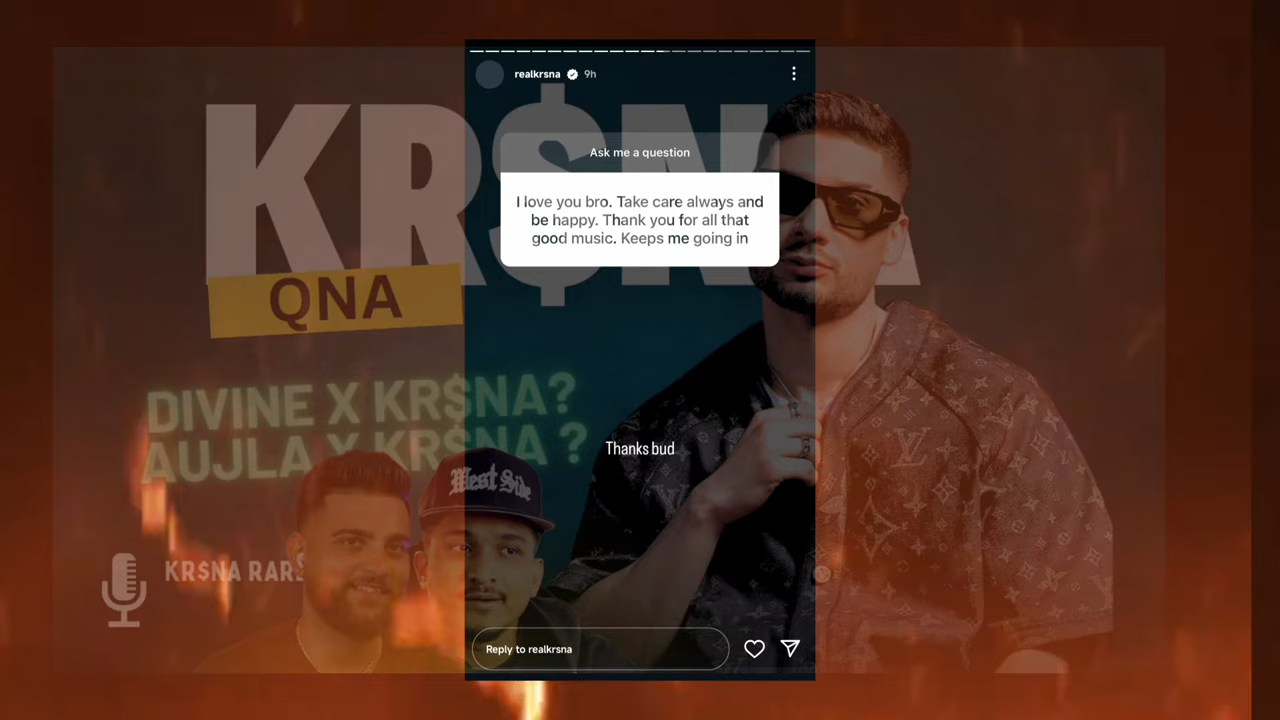 realkrsna 9h
KR$NA
Ask me a question
I love you bro. Take care always and
be happy. Thank you for all that
good music. Keeps me going in
QNA
DIVINE X KR$NA?
AUJLA X KR$NA ?
Thanks bud
West Side
KR$NA
Reply to realkrsna